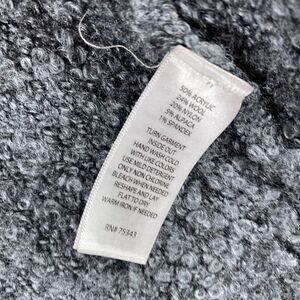 50% ACRYLIC
24% WOOL
20% NYLON
5% ALPACA
1% SPANDEX
TURN GARMENT
INSIDE OUT
HAND WASH COLD
WITH LIKE COLORS
USE MILD DETERGENT
ONLY NON CHLORINE
BLEACH WHEN NEEDED
RESHAPE AND LAY
FLAT TO DRY
WARM IRON IF NEEDED
RN# 75343